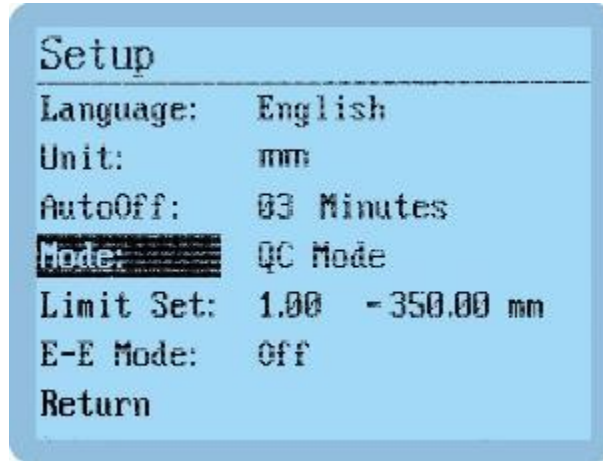 Setup
Language: English
Unit: mm
AutoOff: 03 Minutes
Mode: QC Mode
Limit Set: 1.00 -350.00 mm
E-E Mode: Off
Return